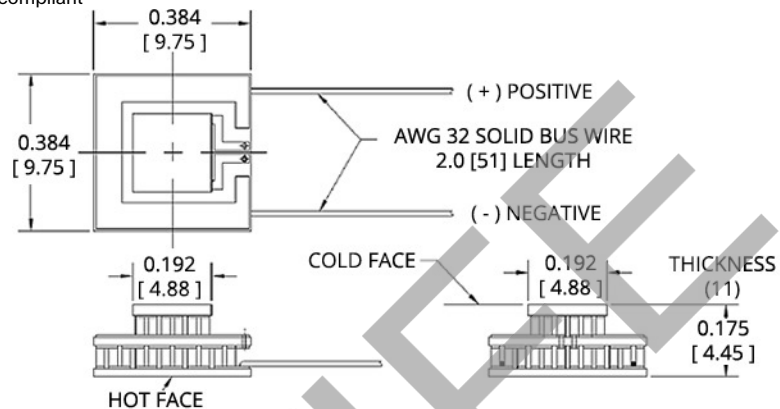 compliant
0.384
[ 9.75 ]
( + ) POSITIVE
0.384
[ 9.75 ]
AWG 32 SOLID BUS WIRE
2.0 [51] LENGTH
( - ) NEGATIVE
0.192
[ 4.88 ]
COLD FACE
0.192
[ 4.88 ]
THICKNESS
(11)
0.175
[ 4.45 ]
HOT FACE